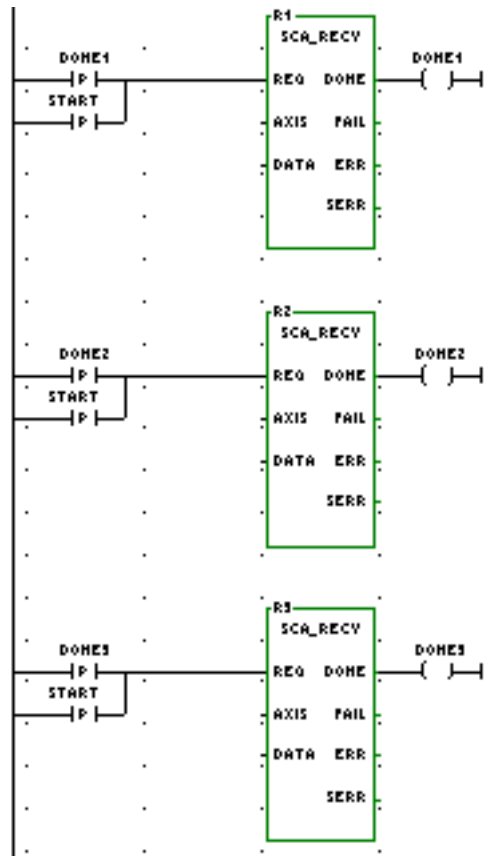 R1
SCA_RECV
DONE1 DONE1
P REQ DONE
START
P AXIS FAIL
DATA ERR
SERR
R2
SCA_RECV
DONE2 DONE2
P REQ DONE
START
P AXIS FAIL
DATA ERR
SERR
R3
SCA_RECV
DONE3 DONE3
P REQ DONE
START
P AXIS FAIL
DATA ERR
SERR